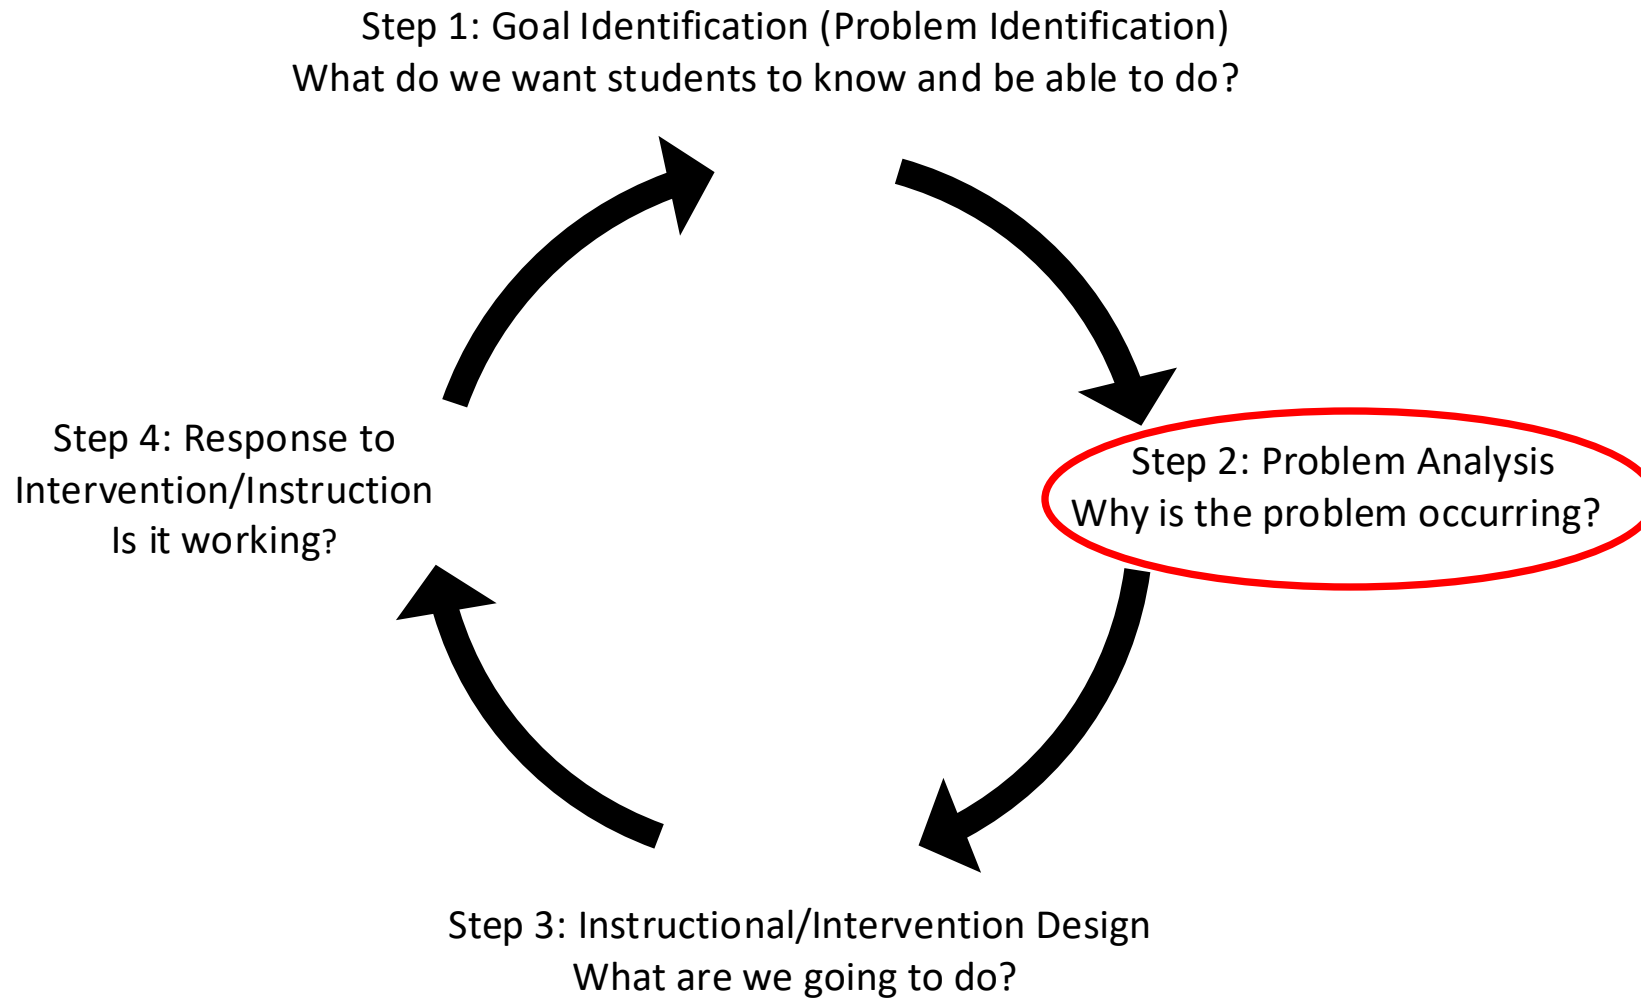 Step 1: Goal Identification (Problem Identification)
What do we want students to know and be able to do?
Step 2: Problem Analysis
Why is the problem occurring?
Step 3: Instructional/Intervention Design
What are we going to do?
Step 4: Response to
Intervention/Instruction
Is it working?